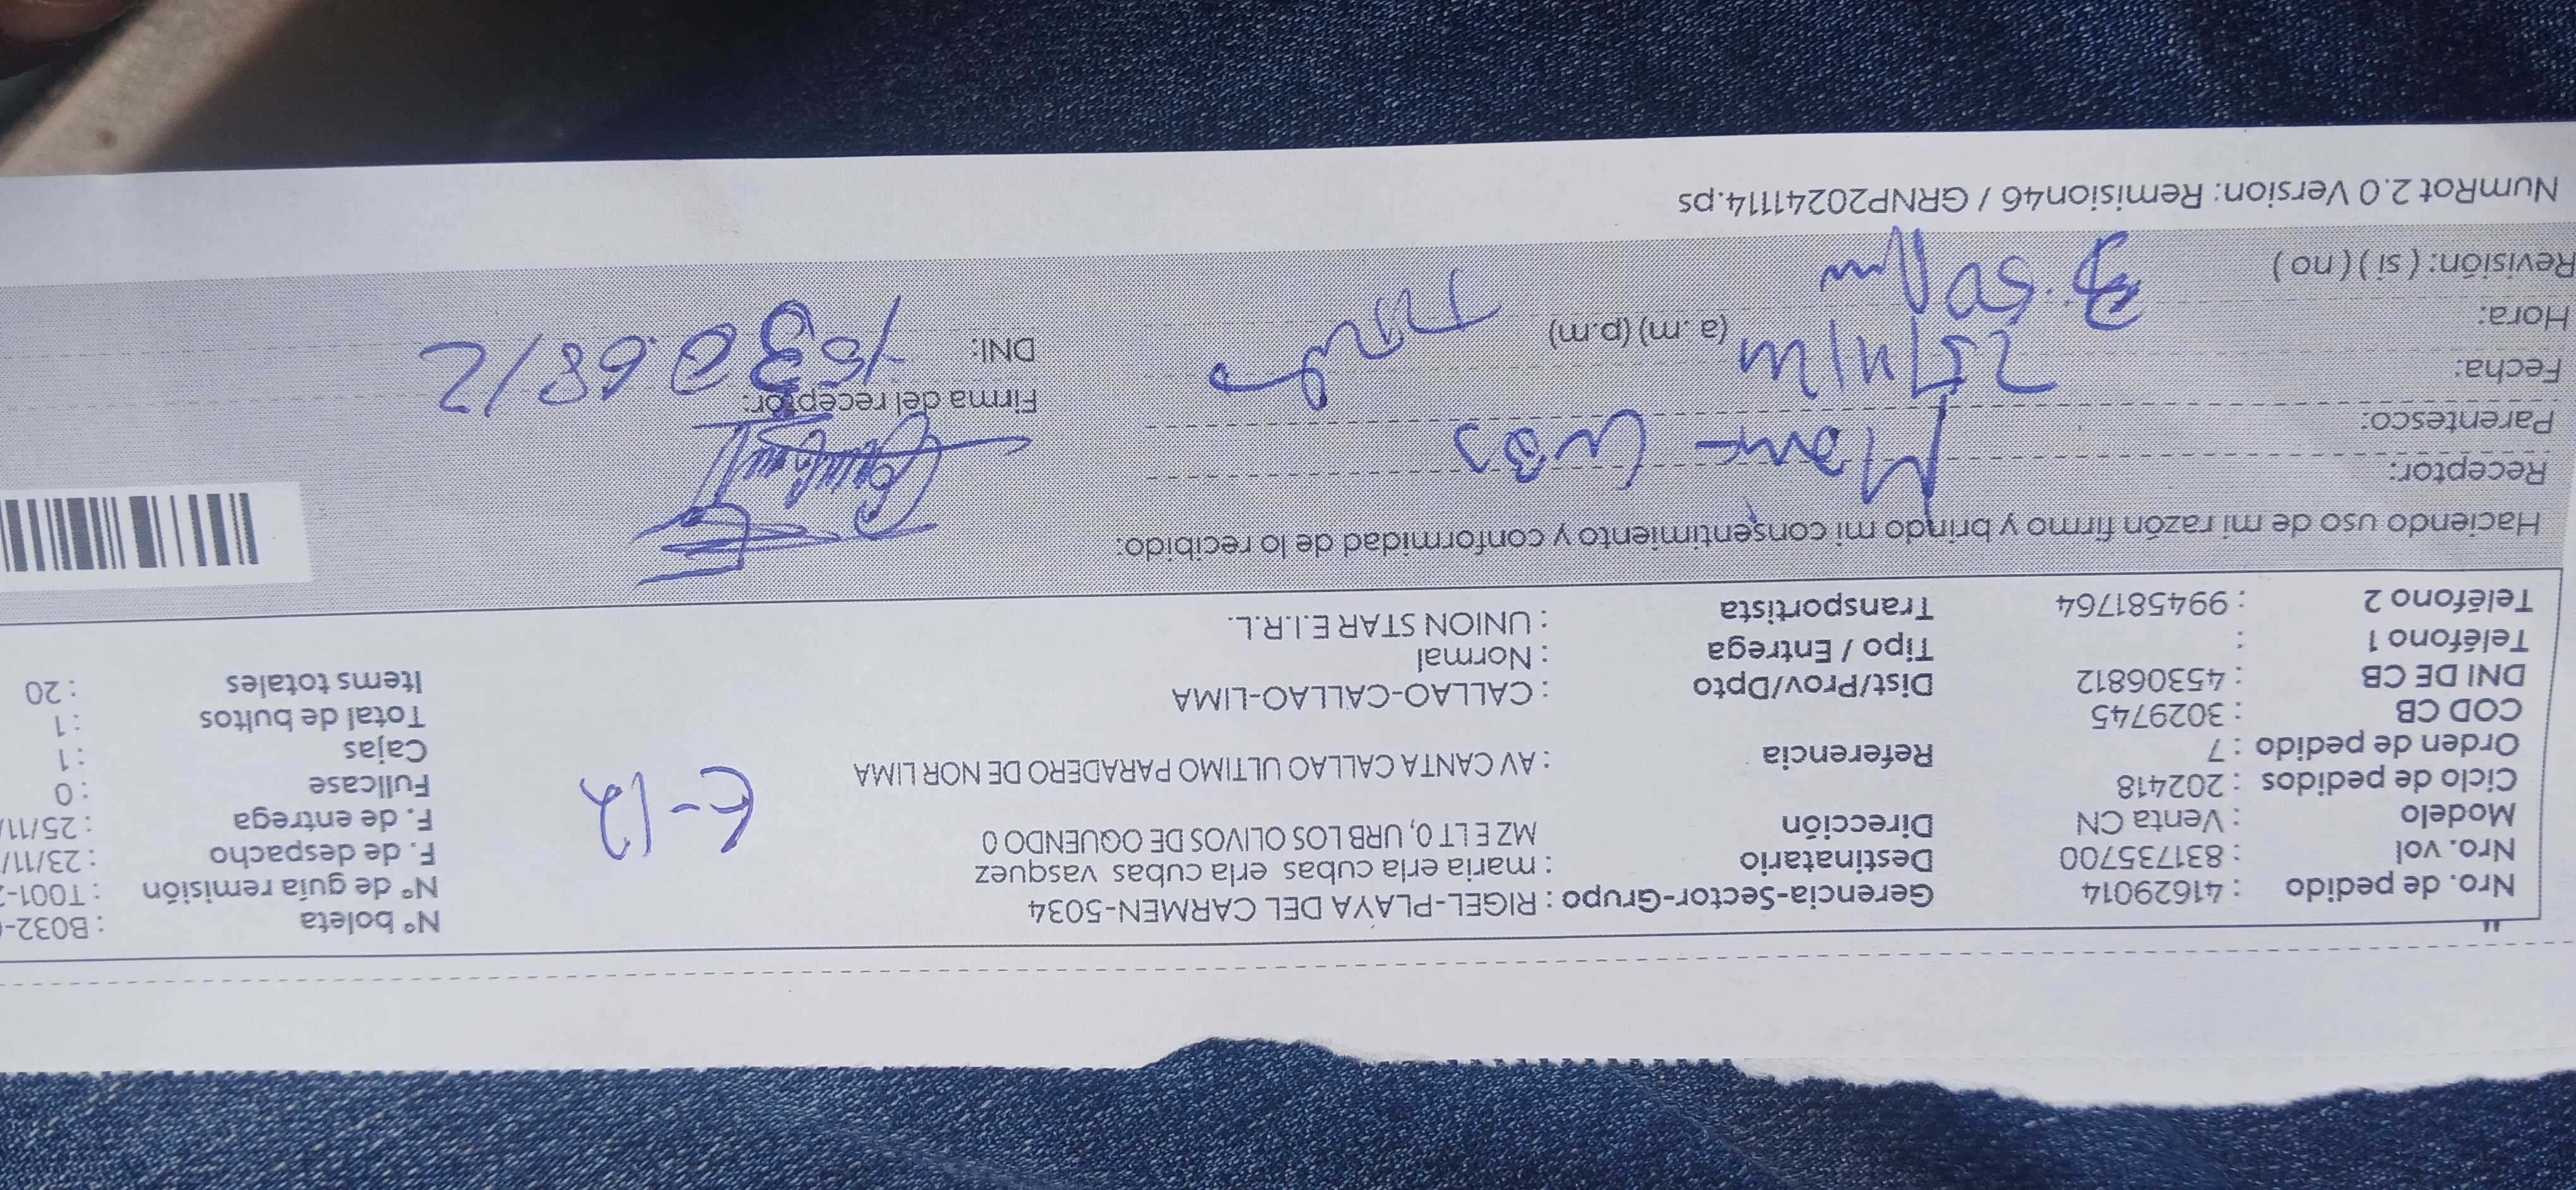 "
Nro. de pedido : 41629014 Gerencia-Sector-Grupo : RIGEL-PLAYA DEL CARMEN-5034 Nº boleta : B032-
Nro. vol : 831735700 Destinatario : maria erla cubas erla cubas vasquez Nº de guía remisión : T001-
Modelo : Venta CN Dirección MZ E LT 0, URB LOS OLIVOS DE OQUENDO 0 F. de despacho : 23/11/
Ciclo de pedidos : 202418 F. de entrega : 25/11/
Orden de pedido : 7 Referencia : AV CANTA CALLAO ULTIMO PARADERO DE NOR LIMA E-12 Fullcase : 0
COD CB : 3029745 Cajas : 1
DNI DE CB : 45306812 Dist/Prov/Dpto : CALLAO-CALLAO-LIMA Total de bultos : 1
Teléfono 1 : Tipo / Entrega : Normal Items totales : 20
Teléfono 2 : 994581764 Transportista : UNION STAR E.I.R.L.
Haciendo uso de mi razón firmo y brindo mi consentimiento y conformidad de lo recibido:
Receptor:
Parentesco: Firma del receptor:
Fecha: (a.m) (p.m) DNI:
Hora: 50 pm
Revisión: ( si ) ( no )
NumRot 2.0 Version: Remision46 / GRNP20241114.ps